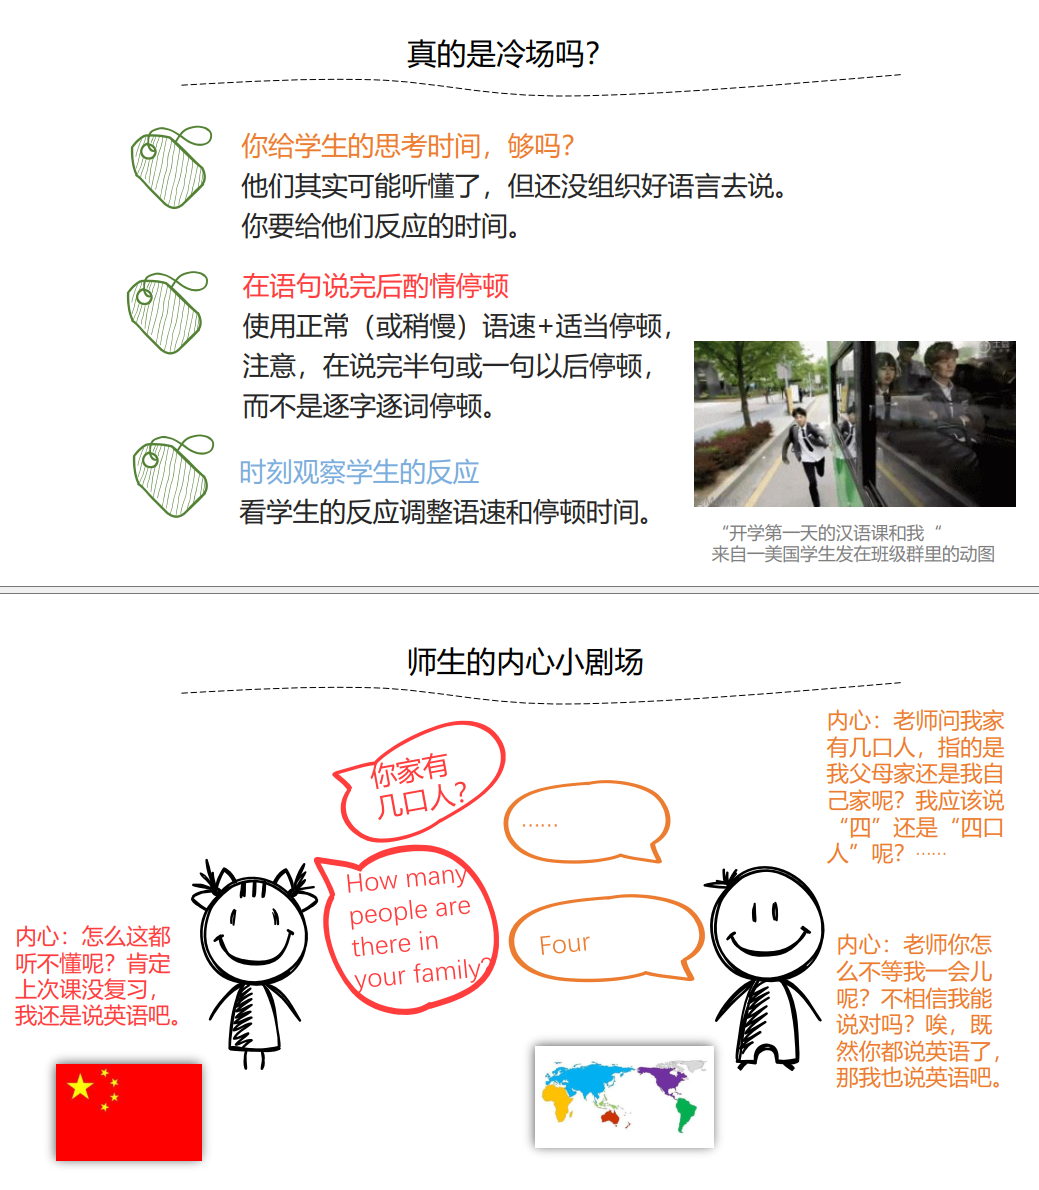 真的是冷场吗？
你给学生的思考时间，够吗？
他们其实可能听懂了，但还没组织好语言去说。
你要给他们反应的时间。
在语句说完后酌情停顿
使用正常（或稍慢）语速+适当停顿，
注意，在说完半句或一句以后停顿，
而不是逐字逐词停顿。
时刻观察学生的反应
看学生的反应调整语速和停顿时间。
“开学第一天的汉语课和我“
来自一美国学生发在班级群里的动图
师生的内心小剧场
你家有
几口人？
……
How many
people are
there in
your family?
Four
内心：怎么这都
听不懂呢？肯定
上次课没复习，
我还是说英语吧。
内心：老师问我家
有几口人，指的是
我父母家还是我自
己家呢？我应该说
“四”还是“四口
人”呢？……
内心：老师你怎
么不等我一会儿
呢？不相信我能
说对吗？唉，既
然你都说英语了，
那我也说英语吧。